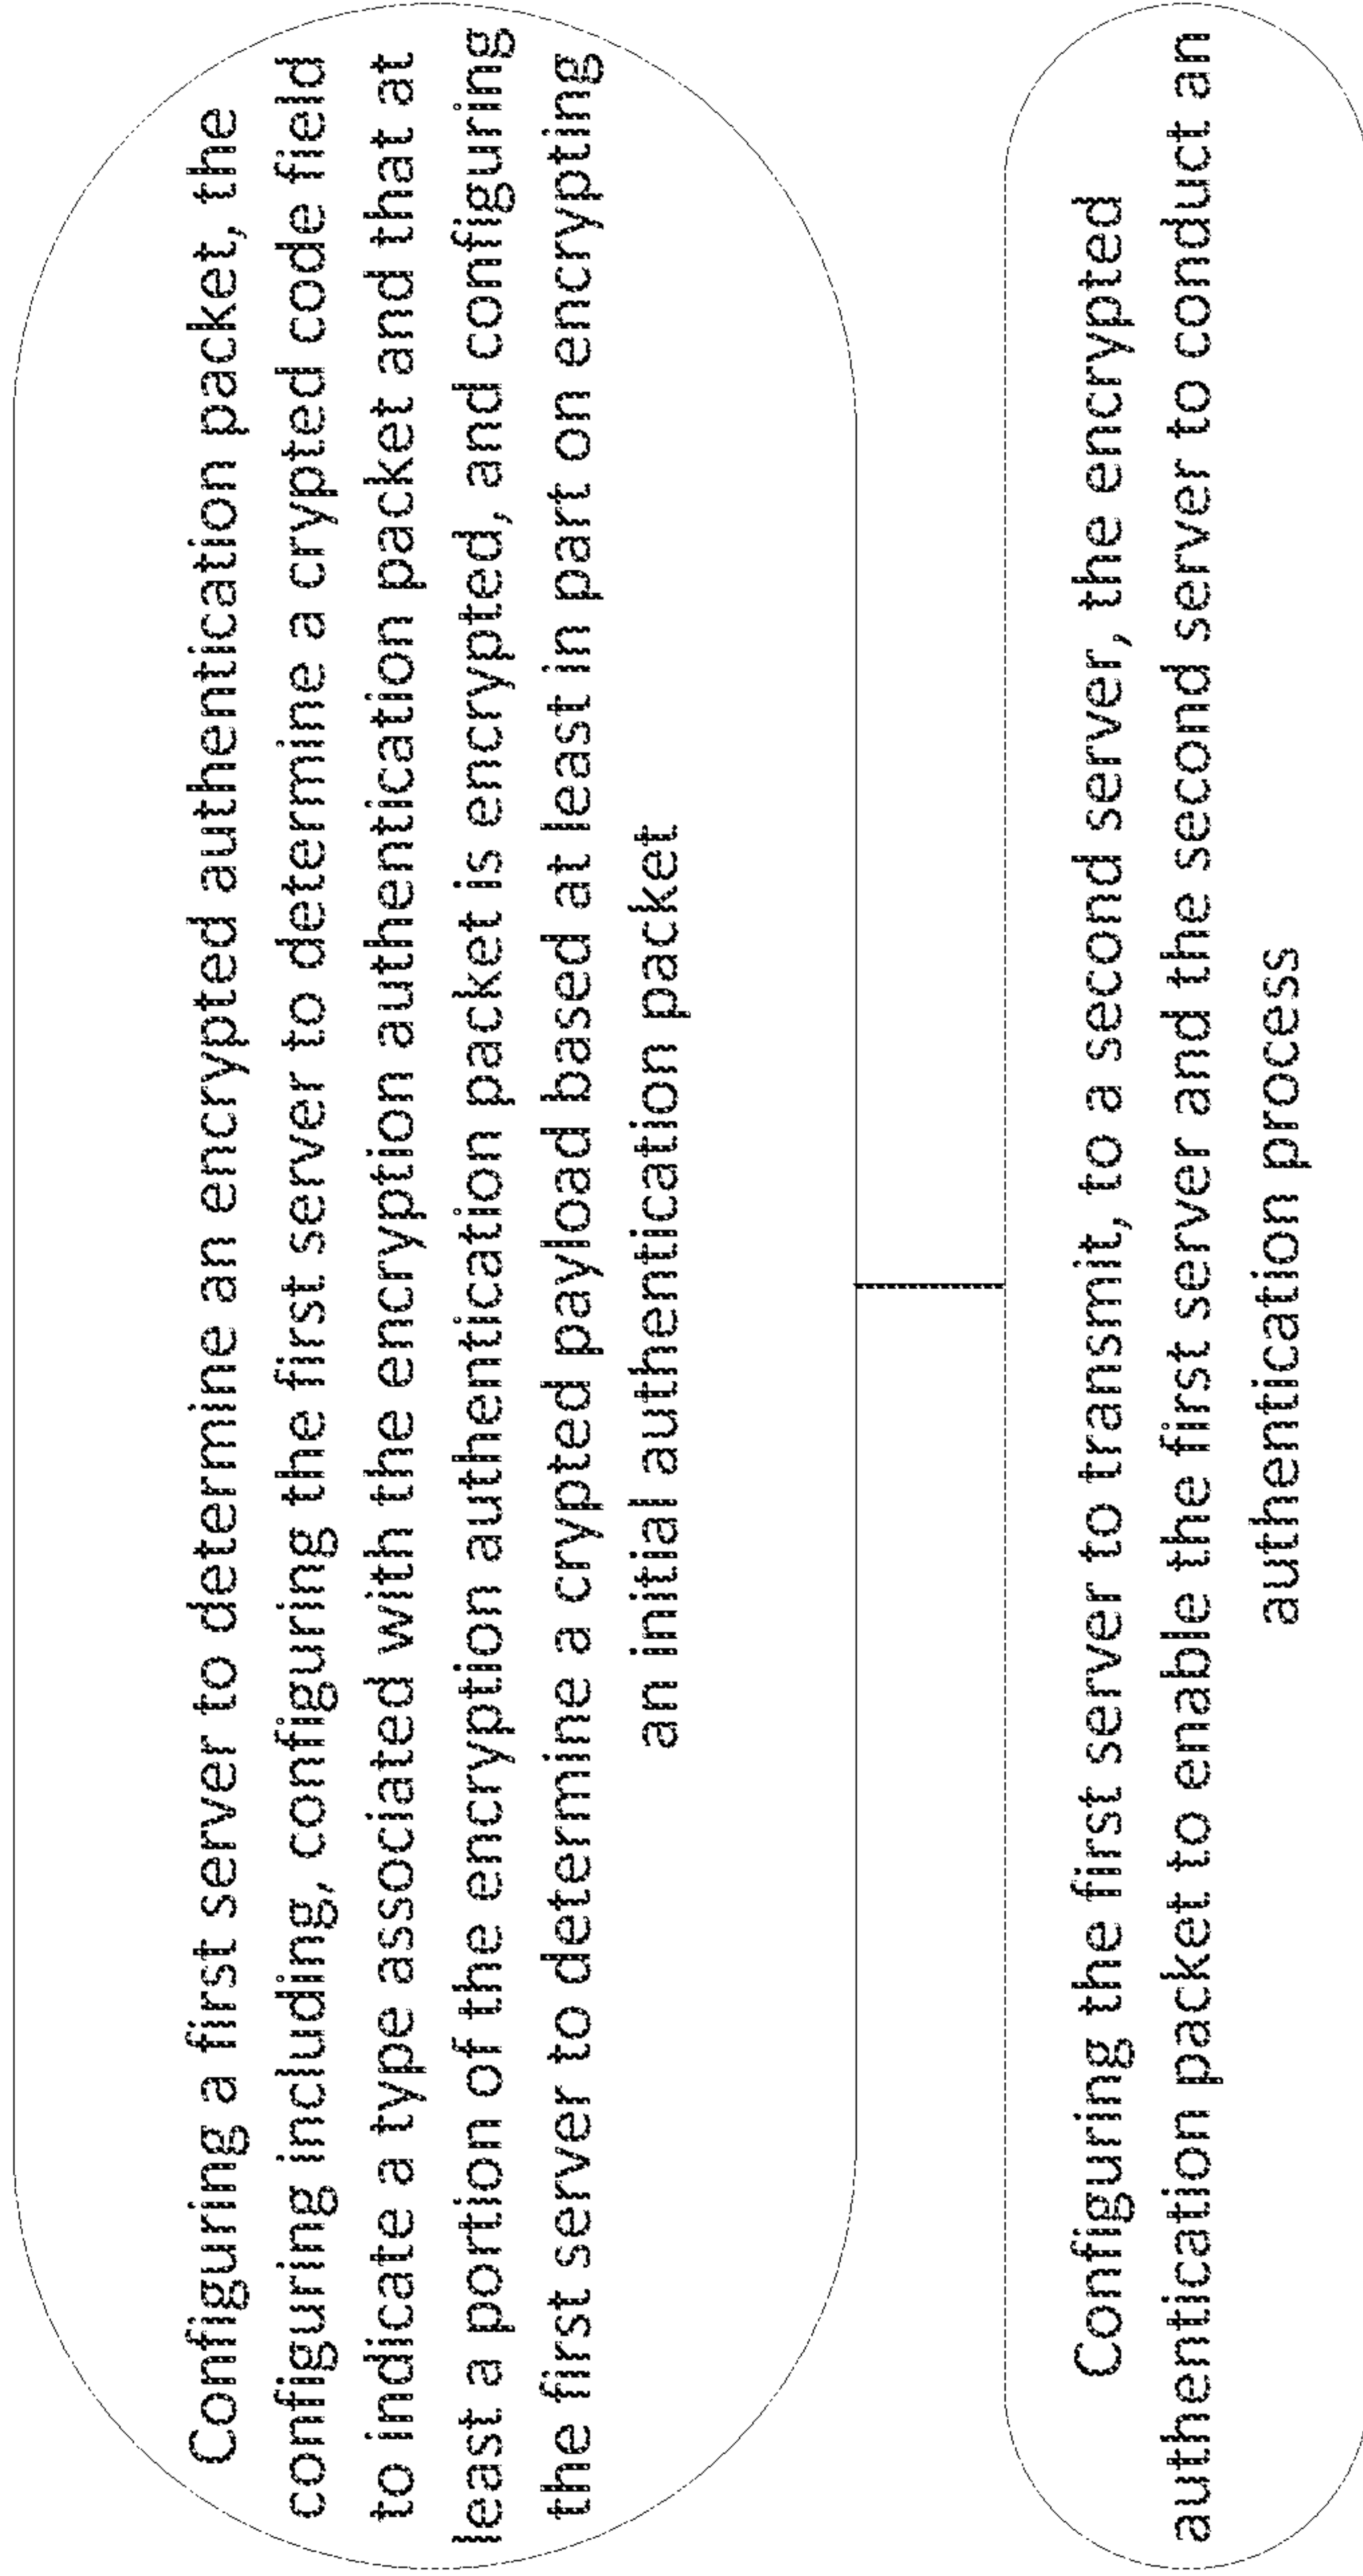 Configuring a first server to determine an encrypted authentication packet, the
configuring including, configuring the first server to determine a crypted code field
to indicate a type associated with the encryption authentication packet and that at
least a portion of the encryption authentication packet is encrypted, and configuring
the first server to determine a crypted payload based at least in part on encrypting
an initial authentication packet
Configuring the first server to transmit, to a second server, the encrypted
authentication packet to enable the first server and the second server to conduct an
authentication process